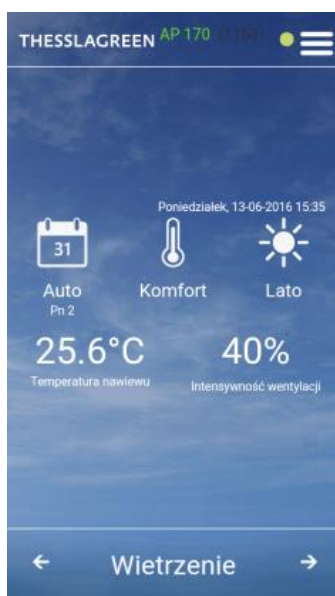 THESSLAGREEN AP 170
Poniedziałek, 13-06-2016 15:35
31
Auto Komfort Lato
Pn 2
25.6°C 40%
Temperatura nawiewu Intensywność wentylacji
← Wietrzenie →